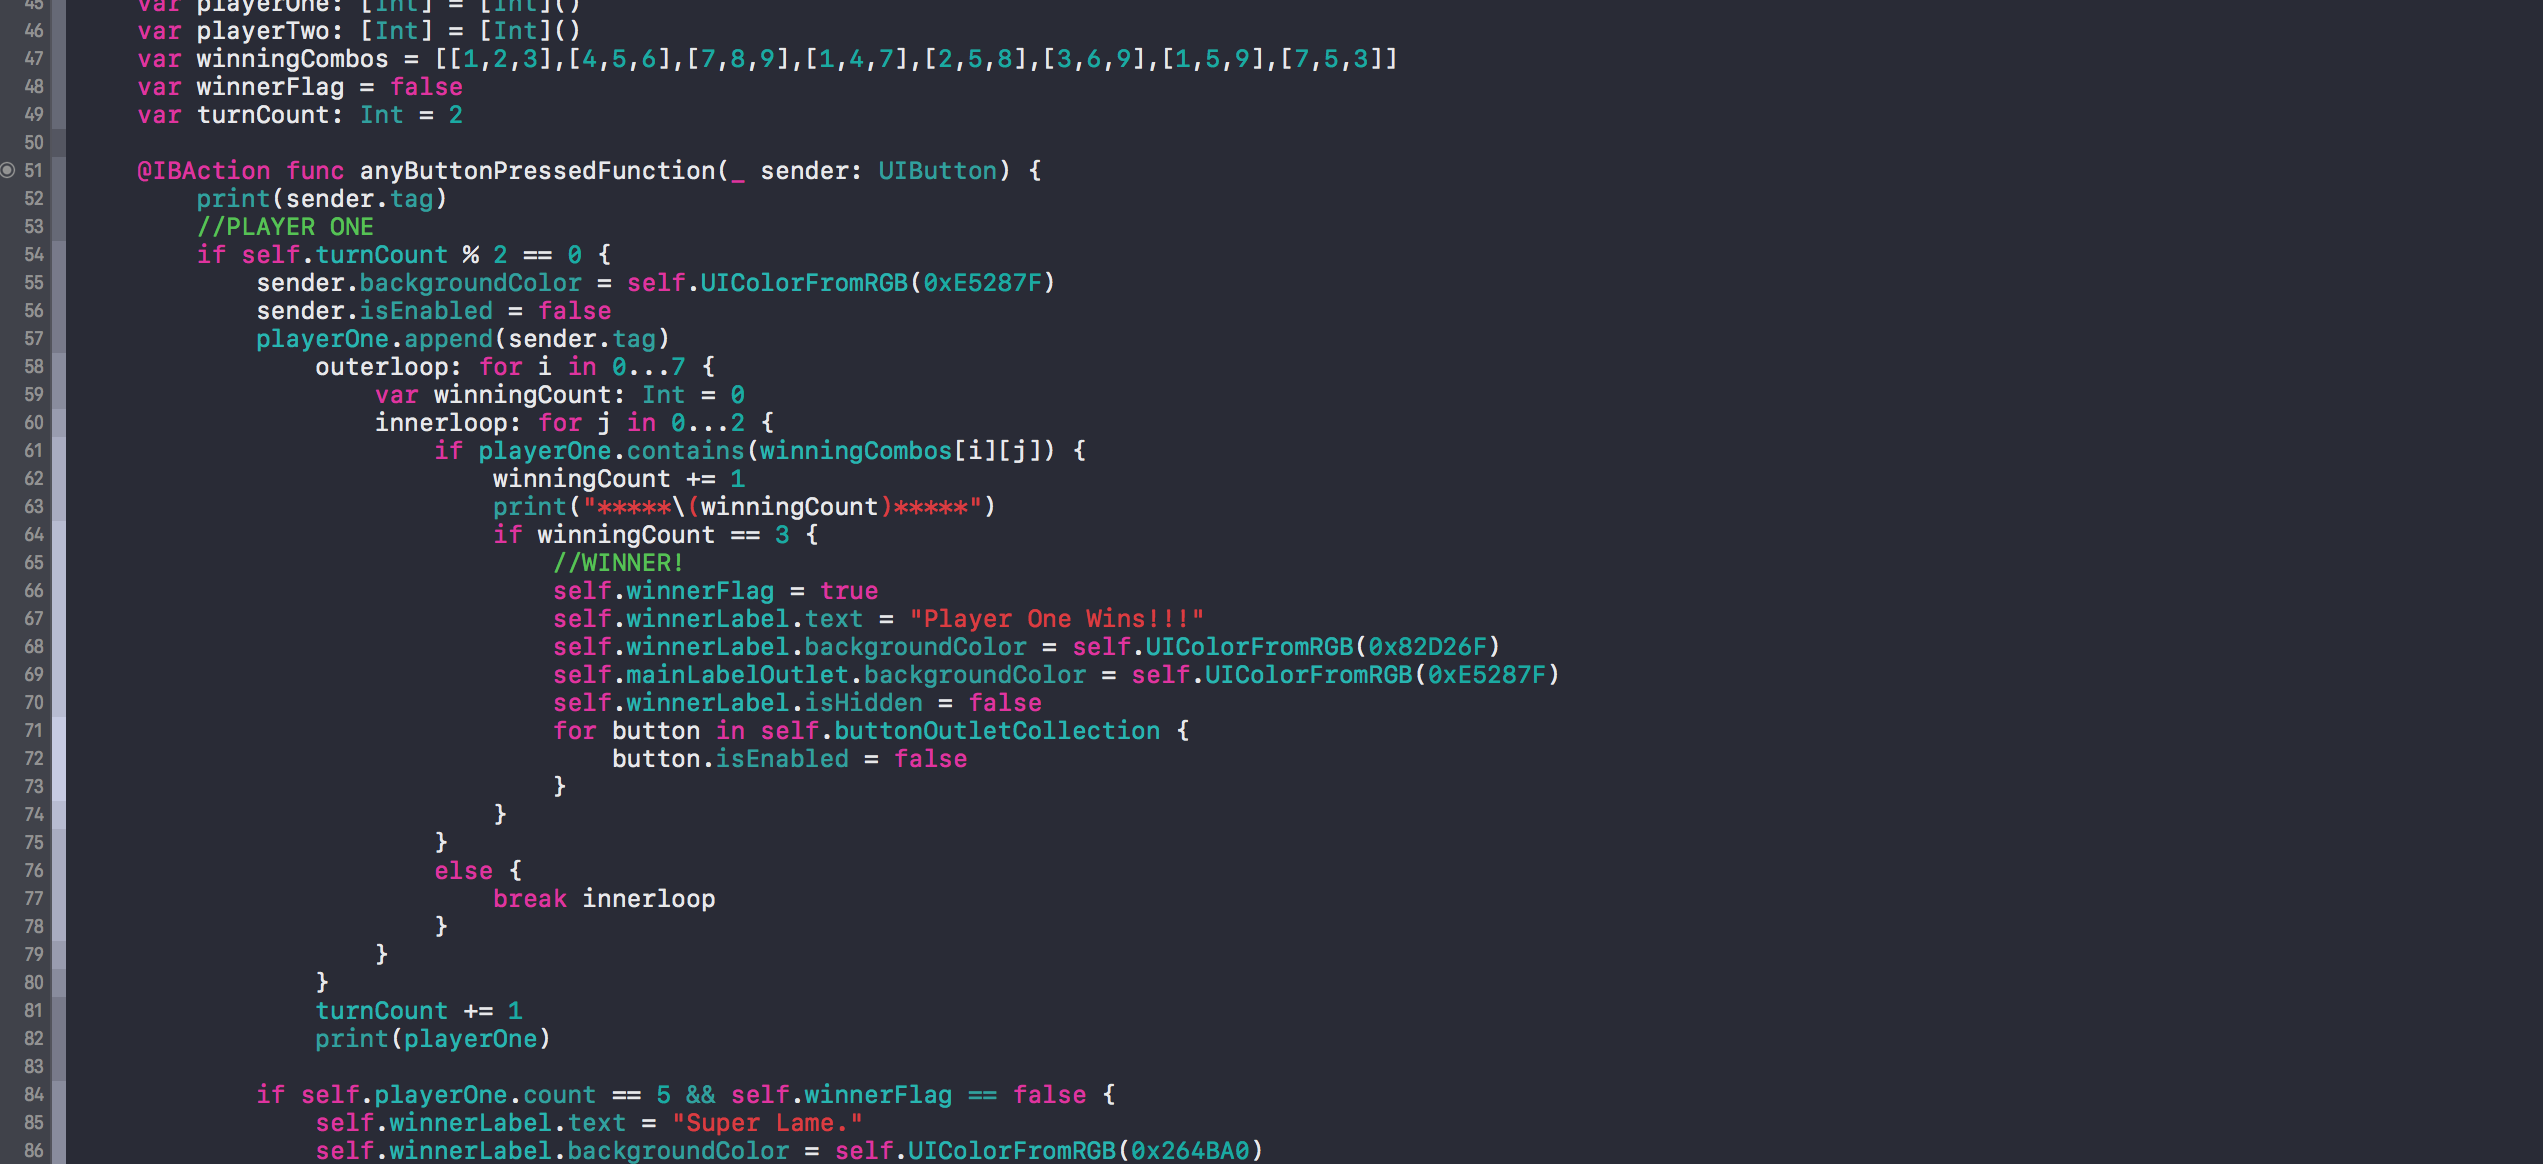 45 var playerOne: [Int] = [Int]()
46 var playerTwo: [Int] = [Int]()
47 var winningCombos = [[1,2,3],[4,5,6],[7,8,9],[1,4,7],[2,5,8],[3,6,9],[1,5,9],[7,5,3]]
48 var winnerFlag = false
49 var turnCount: Int = 2
50
51 @IBAction func anyButtonPressedFunction(_ sender: UIButton) {
52 print(sender.tag)
53 //PLAYER ONE
54 if self.turnCount % 2 == 0 {
55 sender.backgroundColor = self.UIColorFromRGB(0xE5287F)
56 sender.isEnabled = false
57 playerOne.append(sender.tag)
58 outerloop: for i in 0...7 {
59 var winningCount: Int = 0
60 innerloop: for j in 0...2 {
61 if playerOne.contains(winningCombos[i][j]) {
62 winningCount += 1
63 print("*****\(winningCount)*****")
64 if winningCount == 3 {
65 //WINNER!
66 self.winnerFlag = true
67 self.winnerLabel.text = "Player One Wins!!!"
68 self.winnerLabel.backgroundColor = self.UIColorFromRGB(0x82D26F)
69 self.mainLabelOutlet.backgroundColor = self.UIColorFromRGB(0xE5287F)
70 self.winnerLabel.isHidden = false
71 for button in self.buttonOutletCollection {
72 button.isEnabled = false
73 }
74 }
75 }
76 else {
77 break innerloop
78 }
79 }
80 }
81 turnCount += 1
82 print(playerOne)
83
84 if self.playerOne.count == 5 && self.winnerFlag == false {
85 self.winnerLabel.text = "Super Lame."
86 self.winnerLabel.backgroundColor = self.UIColorFromRGB(0x264BA0)